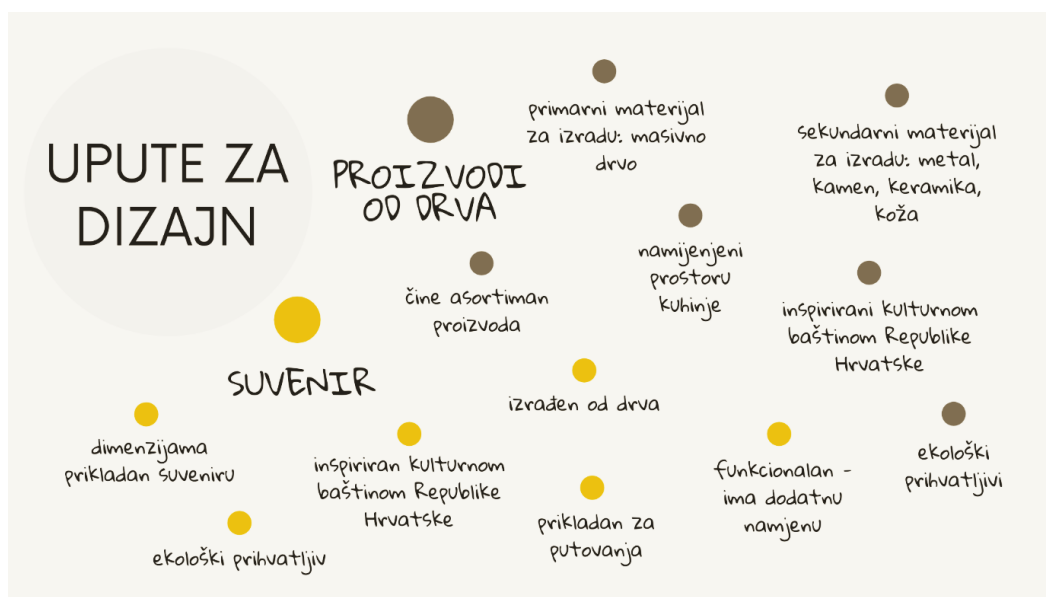 UPUTE ZA
DIZAJN
PROIZVODI
OD DRVA
primarni materijal
za izradu: masivno
drvo
sekundarni materijal
za izradu: metal,
kamen, keramika,
koža
namijenjeni
prostoru
kuhinje
čine asortiman
proizvoda
inspirirani kulturnom
baštinom Republike
Hrvatske
ekološki
prihvatljivi
SUVENIR
izrađen od drva
dimenzijama
prikladan suveniru
inspiriran kulturnom
baštinom Republike
Hrvatske
funkcionalan -
ima dodatnu
namjenu
prikladan za
putovanja
ekološki prihvatljiv